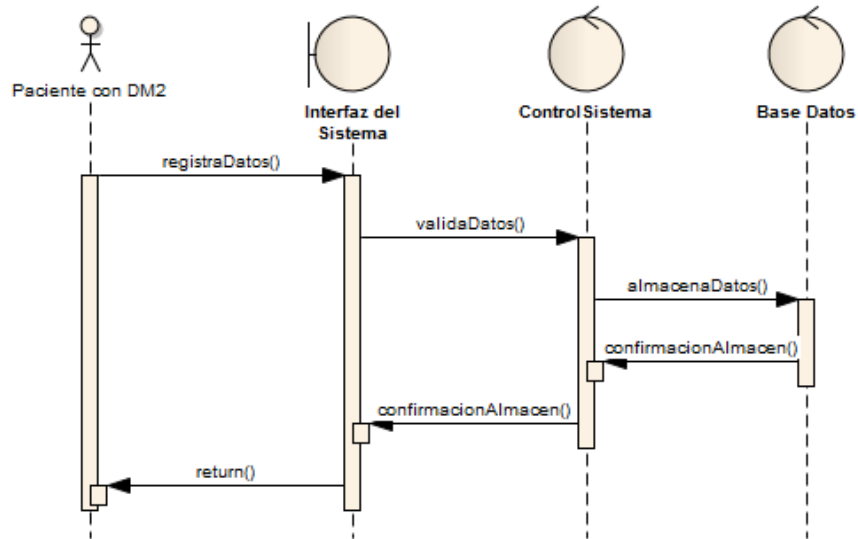 Paciente con DM2
Interfaz del
Sistema
Control Sistema
Base Datos
registraDatos()
validaDatos()
almacenaDatos()
confirmacionAlmacen()
confirmacionAlmacen()
return()